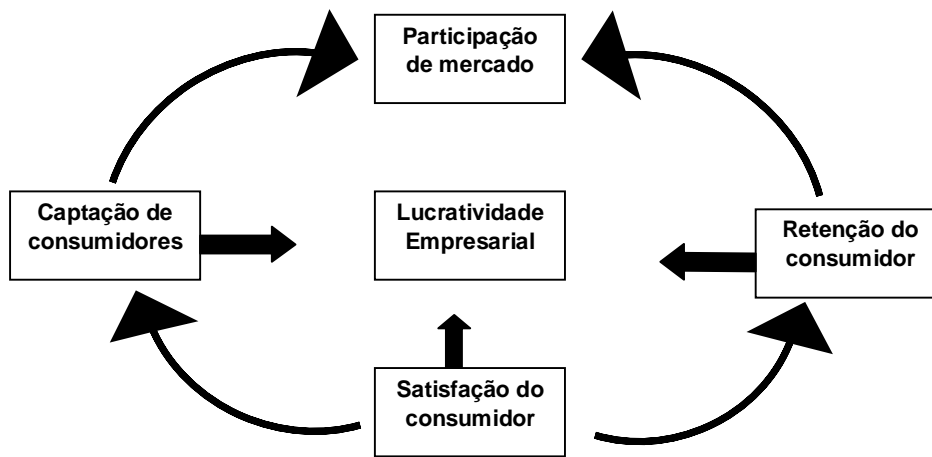 Participação
de mercado
Captação de
consumidores
Lucratividade
Empresarial
Retenção do
consumidor
Satisfação do
consumidor